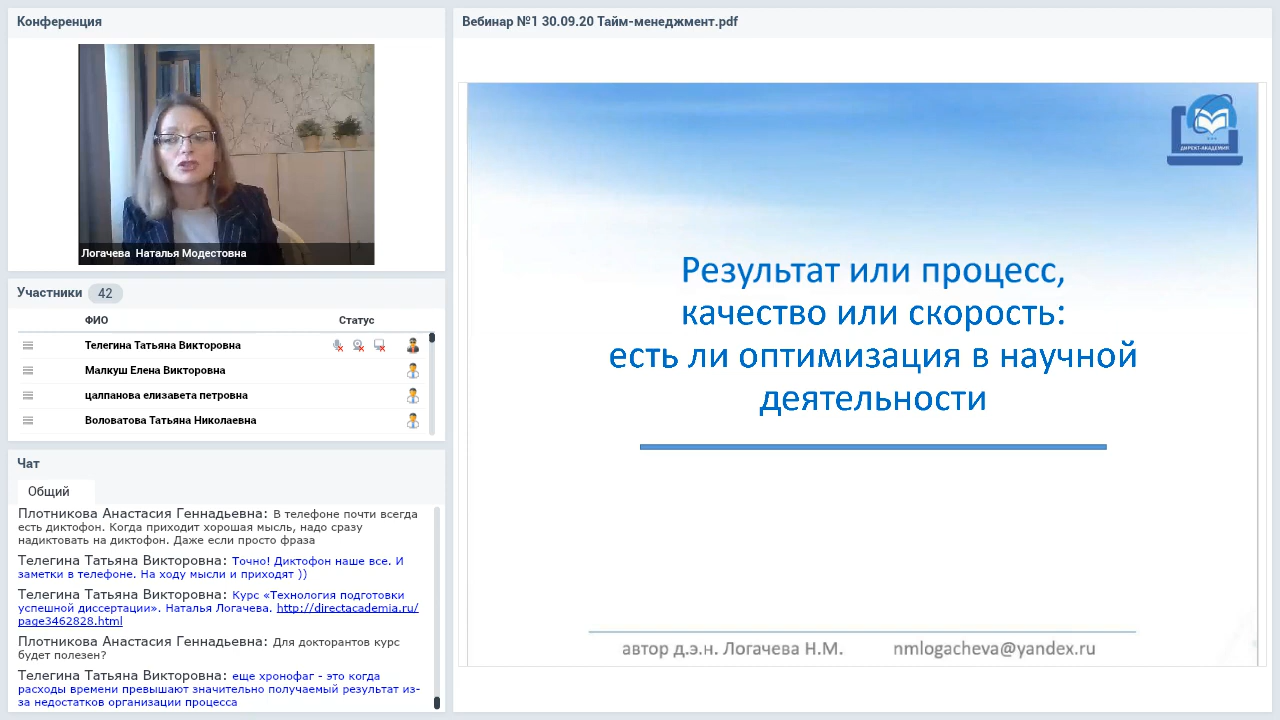 Конференция
Логачева  Наталья Модестовна
Участники 42
ФИО Статус
Телегина Татьяна Викторовна
Малкуш Елена Викторовна
цалпанова елизавета петровна
Воловатова Татьяна Николаевна
Чат
Общий
Плотникова Анастасия Геннадьевна: В телефоне почти всегда
есть диктофон. Когда приходит хорошая мысль, надо сразу
надиктовать на диктофон. Даже если просто фраза
Телегина Татьяна Викторовна: Точно! Диктофон наше все. И
заметки в телефоне. На ходу мысли и приходят ))
Телегина Татьяна Викторовна: Курс «Технология подготовки
успешной диссертации». Наталья Логачева. http://directacademia.ru/
page3462828.html
Плотникова Анастасия Геннадьевна: Для докторантов курс
будет полезен?
Телегина Татьяна Викторовна: еще хронофаг - это когда
расходы времени превышают значительно получаемый результат из-
за недостатков организации процесса
Вебинар №1 30.09.20 Тайм-менеджмент.pdf
ДИРЕКТ-АКАДЕМИЯ
Результат или процесс,
качество или скорость:
есть ли оптимизация в научной
деятельности
автор д.э.н. Логачева Н.М. nmlogacheva@yandex.ru